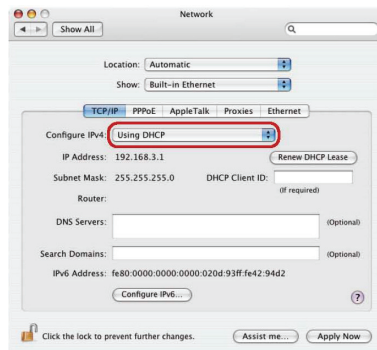 Network
Show All
Location: Automatic
Show: Built-in Ethernet
TCP/IP PPPoE AppleTalk Proxies Ethernet
Configure IPv4: Using DHCP
IP Address: 192.168.3.1 Renew DHCP Lease
Subnet Mask: 255.255.255.0 DHCP Client ID:
(If required)
Router:
DNS Servers: (Optional)
Search Domains: (Optional)
IPv6 Address: fe80:0000:0000:0000:020d:93ff:fe42:94d2
Configure IPv6... ?
Click the lock to prevent further changes. Assist me... Apply Now